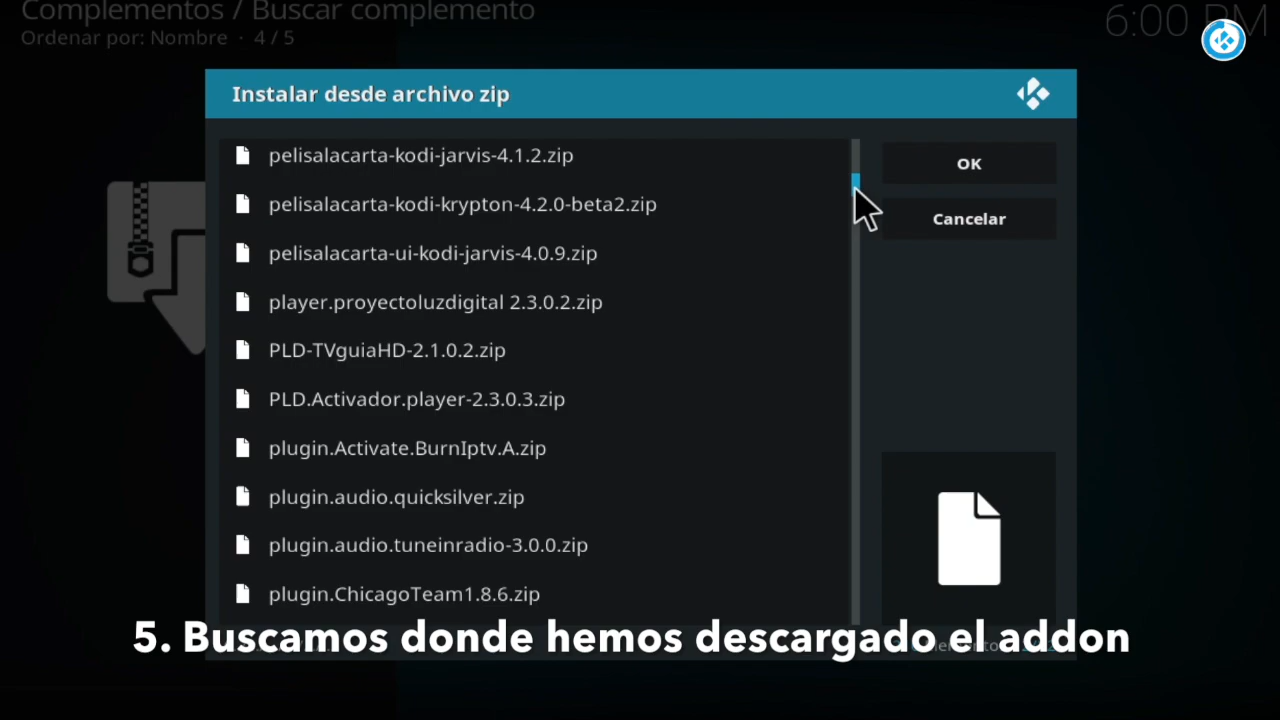 Complementos / Buscar complemento
Ordenar por: Nombre · 4 / 5
6:00 PM
Instalar desde archivo zip
pelisalacarta-kodi-jarvis-4.1.2.zip
pelisalacarta-kodi-krypton-4.2.0-beta2.zip
pelisalacarta-ui-kodi-jarvis-4.0.9.zip
player.proyectoluzdigital 2.3.0.2.zip
PLD-TVguiaHD-2.1.0.2.zip
PLD.Activador.player-2.3.0.3.zip
plugin.Activate.BurnIptv.A.zip
plugin.audio.quicksilver.zip
plugin.audio.tuneinradio-3.0.0.zip
plugin.ChicagoTeam1.8.6.zip
OK
Cancelar
5. Buscamos donde hemos descargado el addon